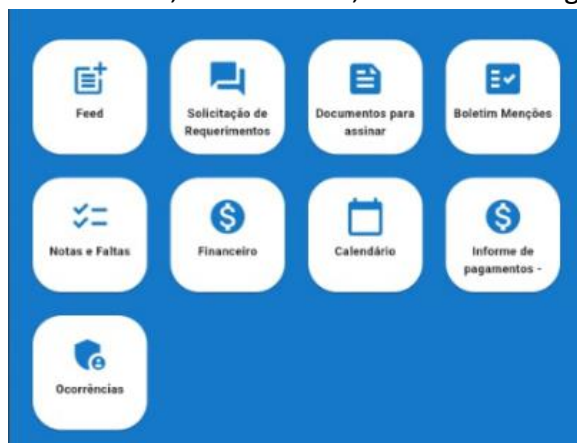 Feed
Solicitação de
Requerimentos
Documentos para
assinar
Boletim Menções
Notas e Faltas
Financeiro
Calendário
Informe de
pagamentos -
Ocorrências